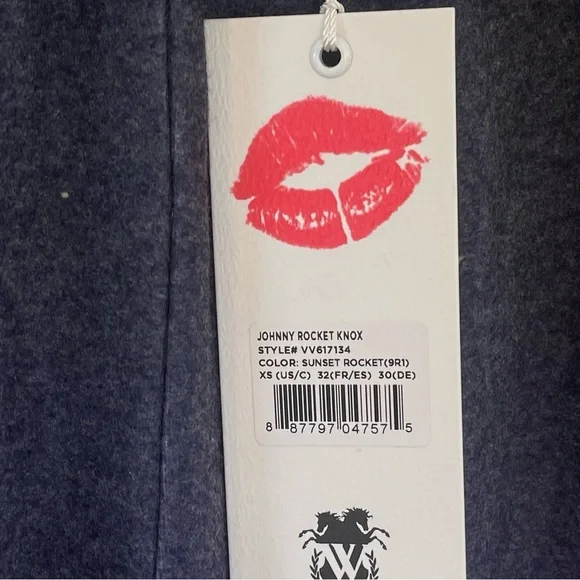 JOHNNY ROCKET KNOX
STYLE# VV617134
COLOR: SUNSET ROCKET(9R1)
XS (US/C) 32(FR/ES) 30(DE)
8 87797 04757 5
W